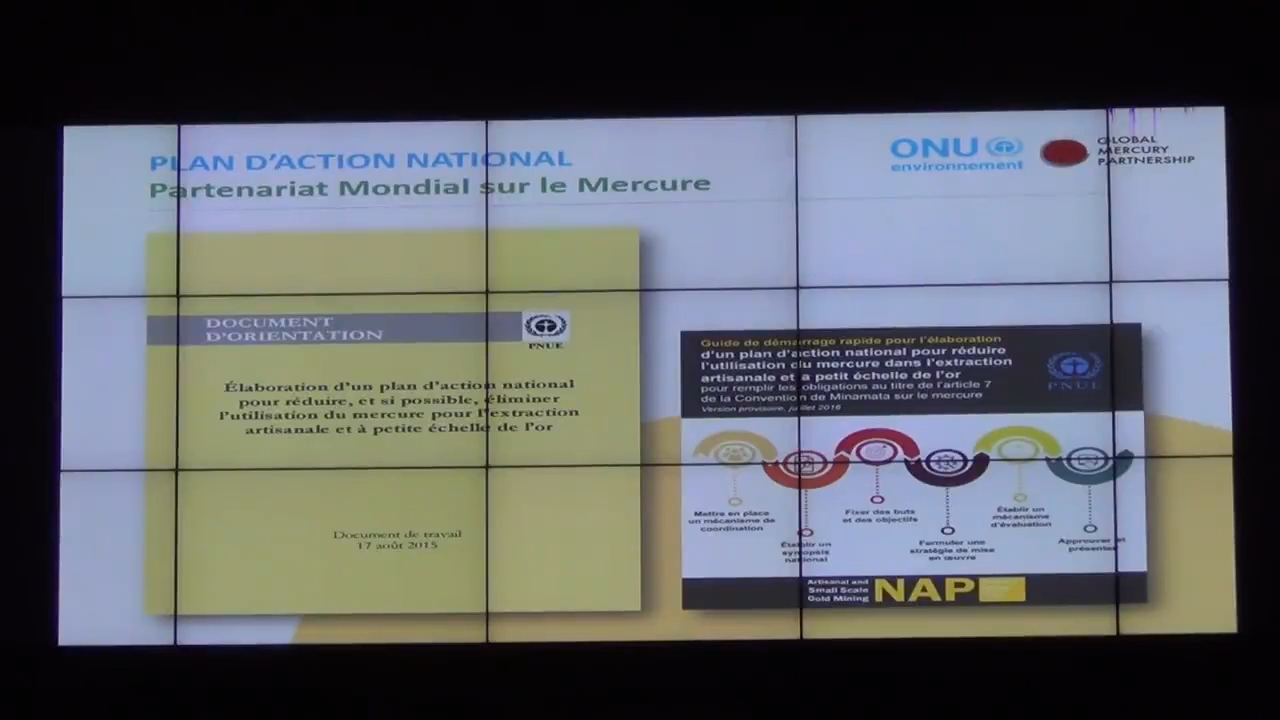 PLAN D'ACTION NATIONAL
Partenariat Mondial sur le Mercure
ONU
environnement
GLOBAL
MERCURY
PARTNERSHIP
DOCUMENT
D'ORIENTATION
PNUE
Élaboration d'un plan d'action national
pour réduire, et si possible, éliminer
l'utilisation du mercure pour l'extraction
artisanale et à petite échelle de l'or
Document de travail
17 août 2015
Guide de démarrage rapide pour l'élaboration
d'un plan d'action national pour réduire
l'utilisation du mercure dans l'extraction
artisanale et a petit échelle de l'or
pour remplir les obligations au titre de l'article 7
de la Convention de Minamata sur le mercure
Version provisoire, juillet 2016
PNUE
Mettre en place
un mécanisme de
coordination
Établir un
synopsis
national
Fixer des buts
et des objectifs
Formuler une
stratégie de mise
en œuvre
Établir un
mécanisme
d'évaluation
Approuver et
présenter
Artisanal and
Small Scale
Gold Mining
NAP